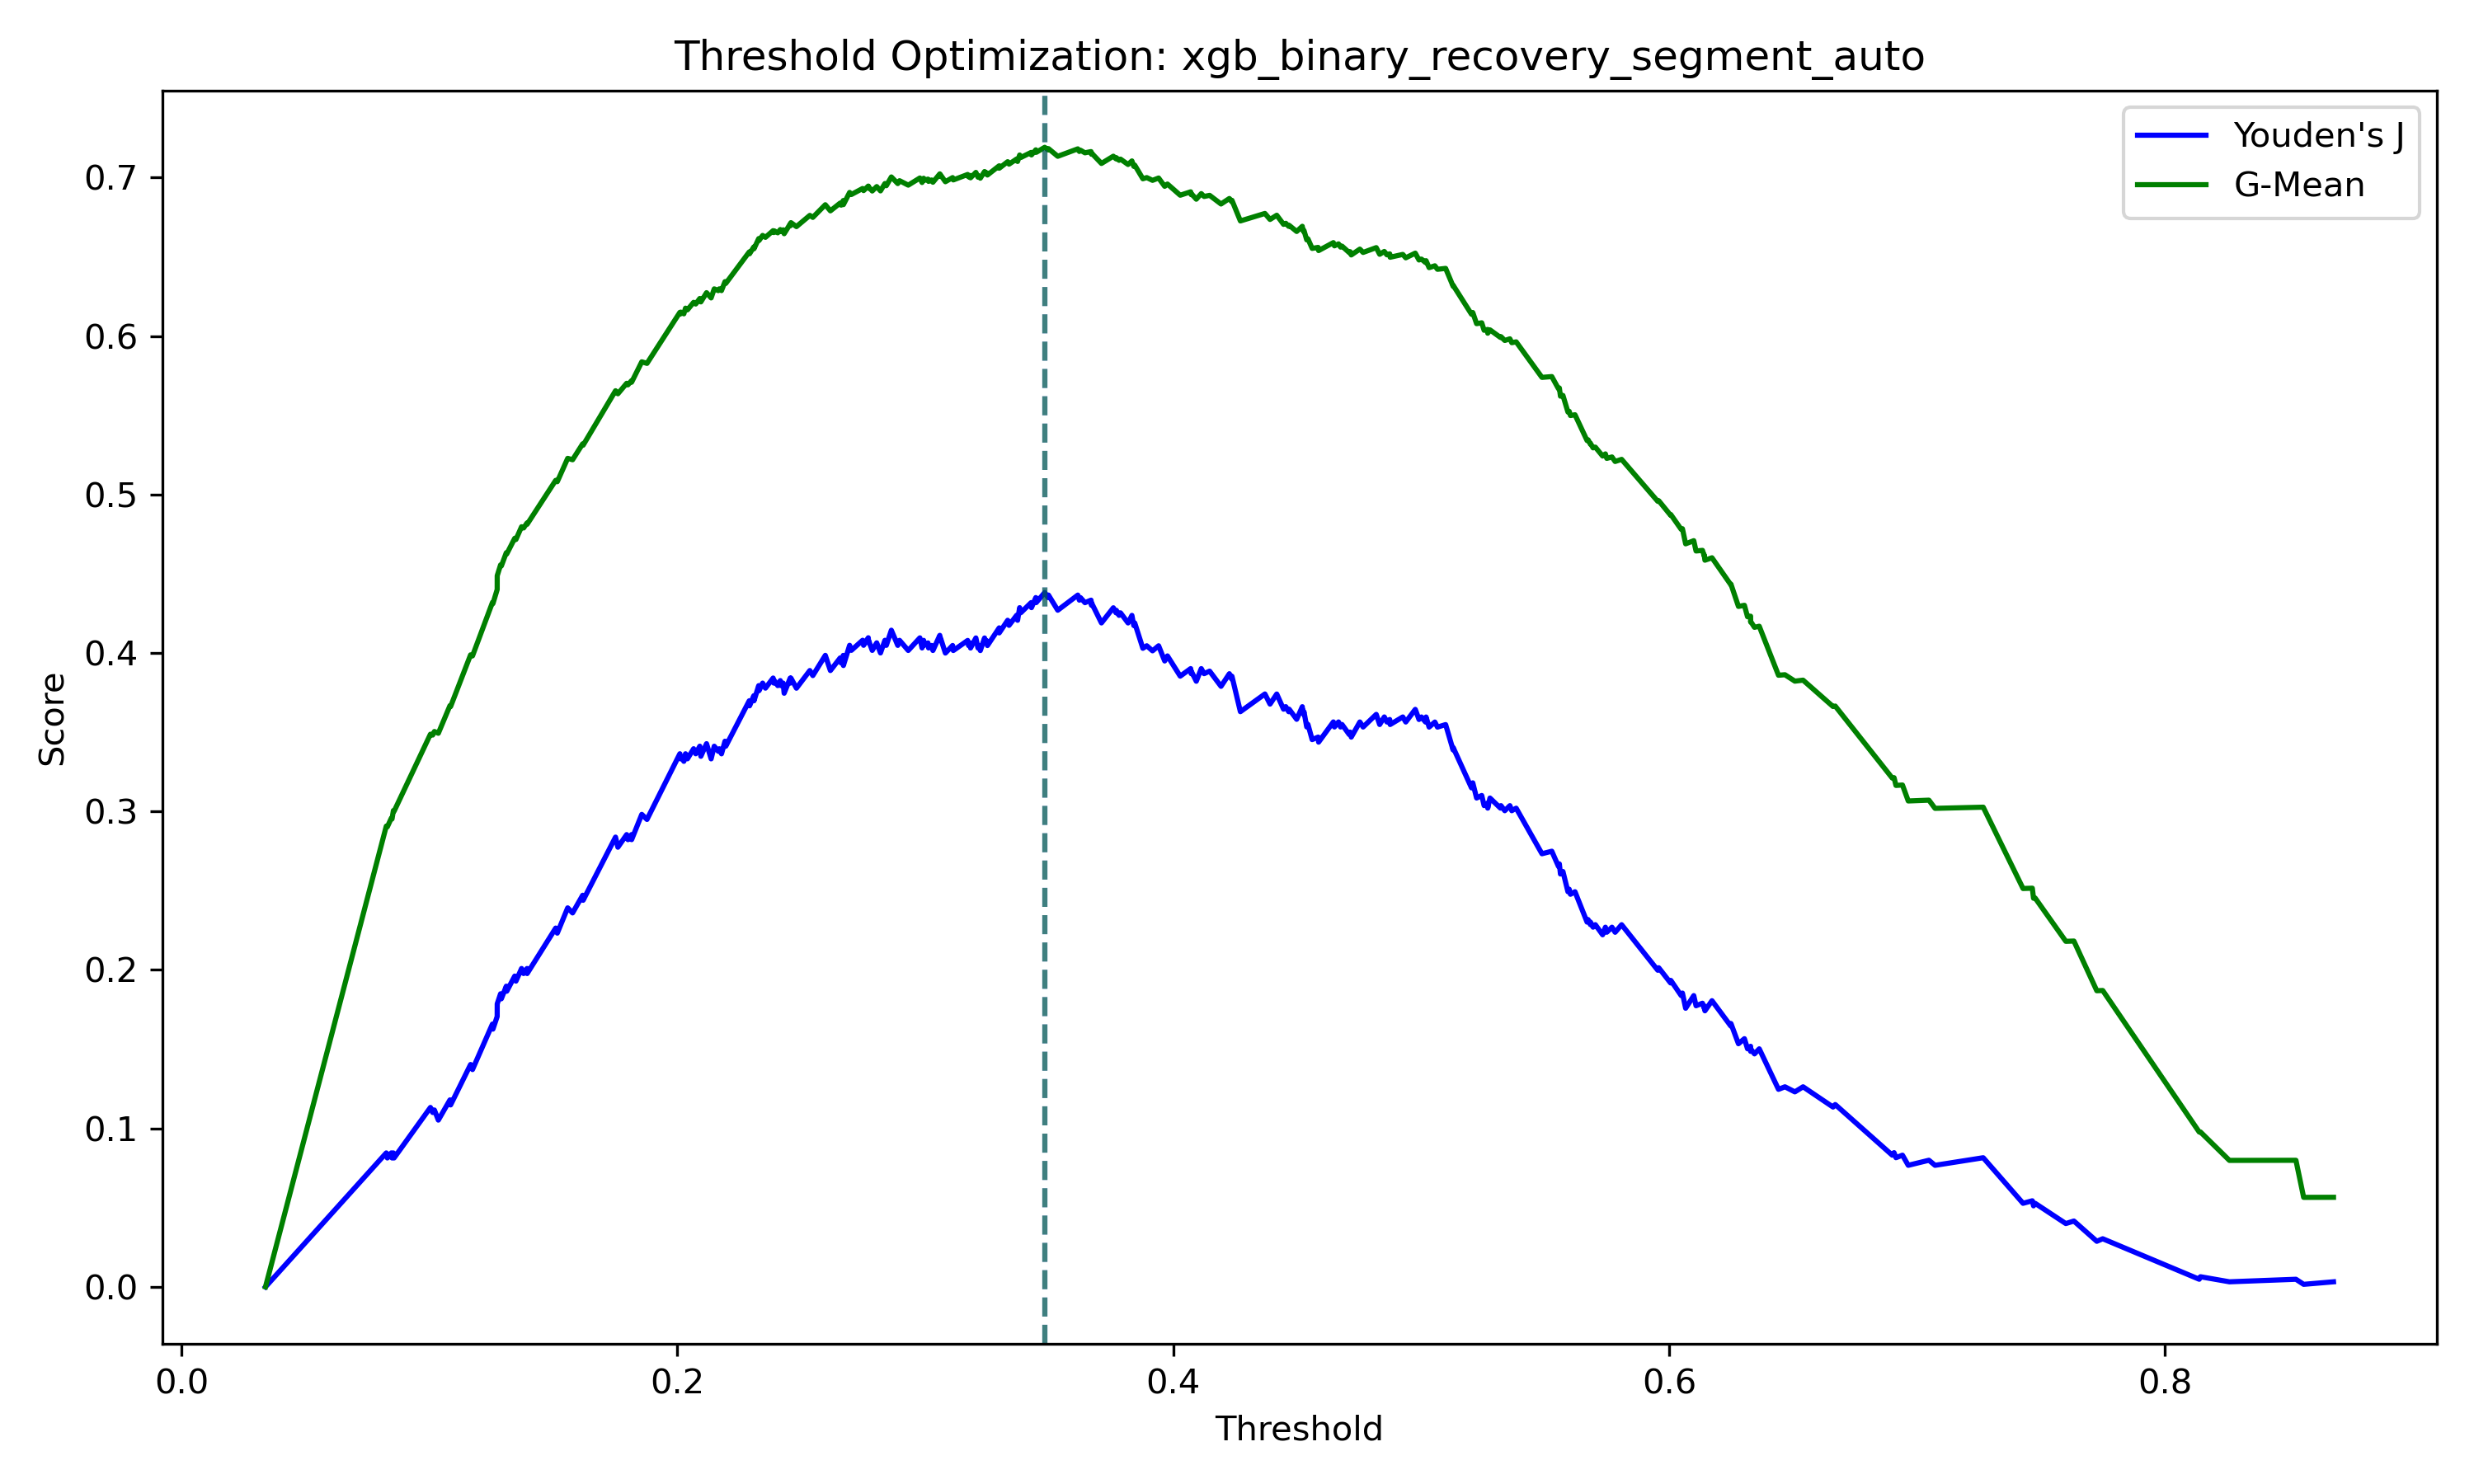 Threshold Optimization: xgb_binary_recovery_segment_auto
Youden's J
G-Mean
Score
0.7
0.6
0.5
0.4
0.3
0.2
0.1
0.0
0.0 0.2 0.4 0.6 0.8
Threshold